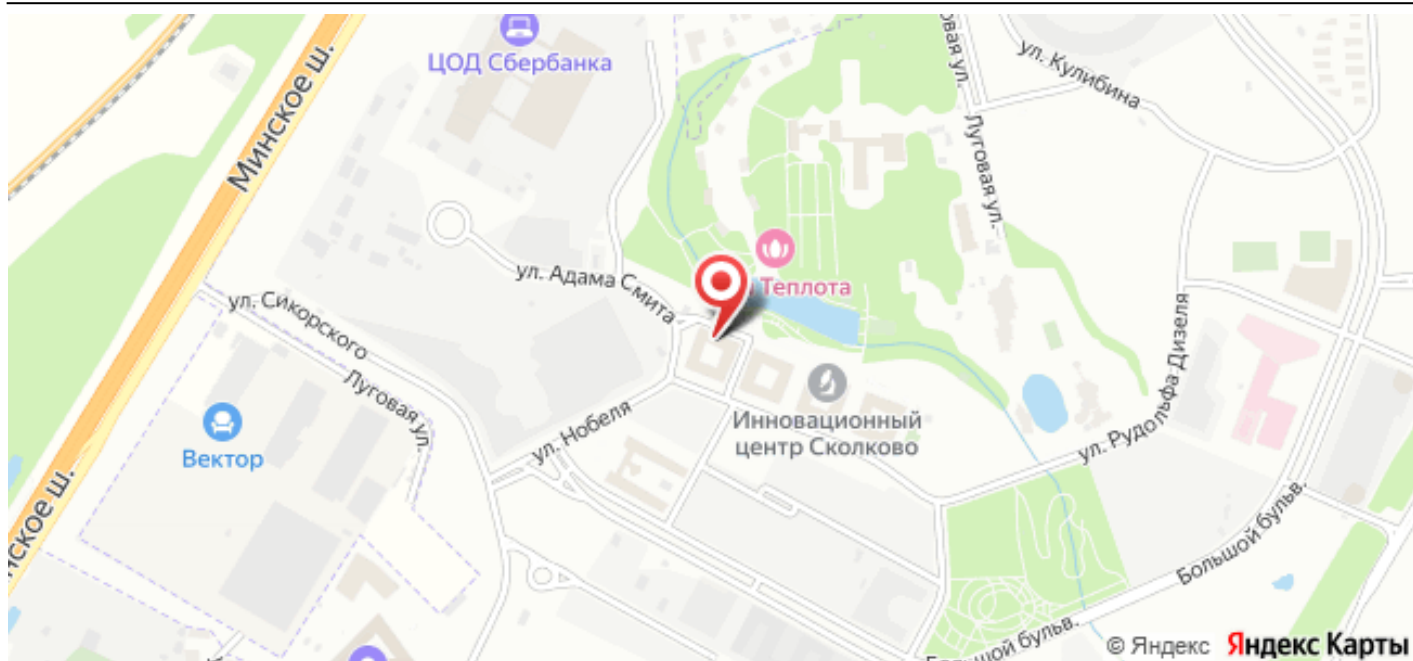 ЦОД Сбербанка
Минское ш.
Луговая ул.
ул. Кулибина
Луговая ул.
ул. Адама Смита
Теплота
ул. Сикорского
Луговая ул.
ул. Рудольфа Дизеля
Вектор
ул. Нобеля
Инновационный
центр Сколково
Минское ш.
Большой бульв.
Большой бульв.
© Яндекс Яндекс Карты